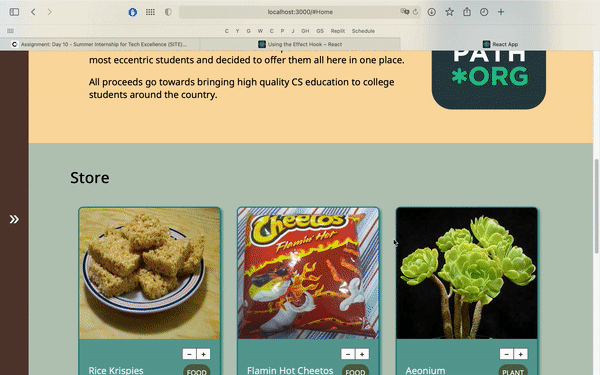 localhost:3000/#Home
C Y G W C P J GH GS Replit Schedule
C Assignment: Day 10 - Summer Internship for Tech Excellence (SITE)...
Using the Effect Hook – React
React App
most eccentric students and decided to offer them all here in one place.
All proceeds go towards bringing high quality CS education to college
students around the country.
PATH
*ORG
»
Store
Cheetos
Flamin' Hot
- +
- +
- +
Rice Krispies
FOOD
Flamin Hot Cheetos
FOOD
Aeonium
PLANT